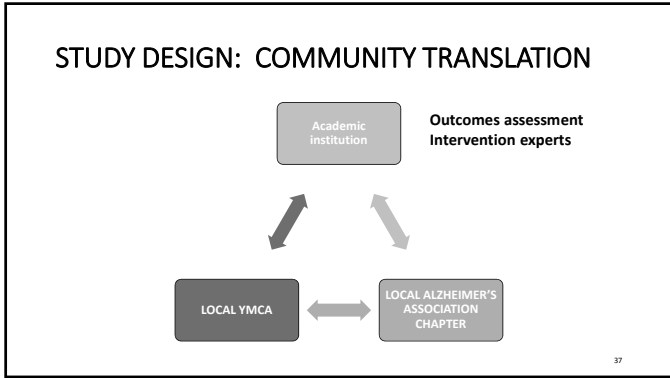 STUDY DESIGN: COMMUNITY TRANSLATION
Academic
institution
Outcomes assessment
Intervention experts
LOCAL YMCA
LOCAL ALZHEIMER'S
ASSOCIATION
CHAPTER
37